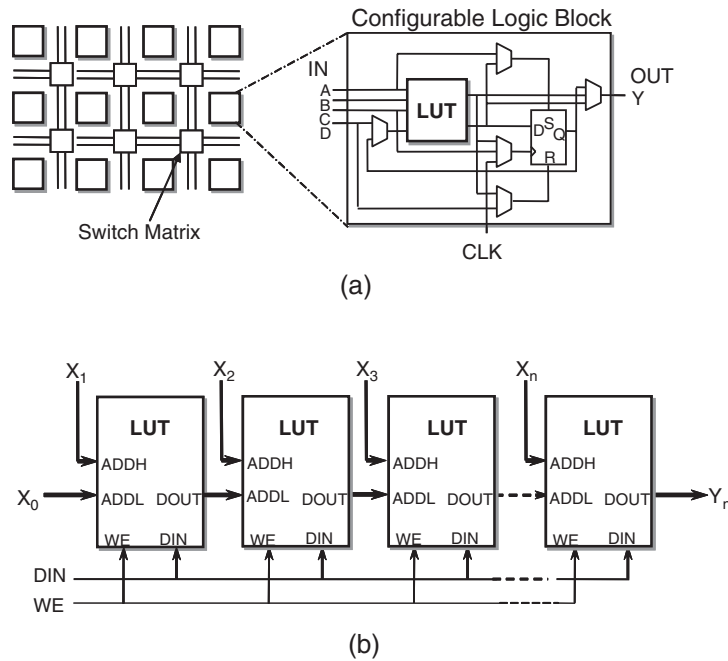 Configurable Logic Block
IN
A
B
C
D
LUT
D S Q
R
OUT
Y
Switch Matrix
CLK
(a)
X1 X2 X3 Xn
LUT LUT LUT LUT
ADDH ADDH ADDH ADDH
X0 ADDL DOUT ADDL DOUT ADDL DOUT ADDL DOUT Yn
WE DIN WE DIN WE DIN WE DIN
DIN
WE
(b)